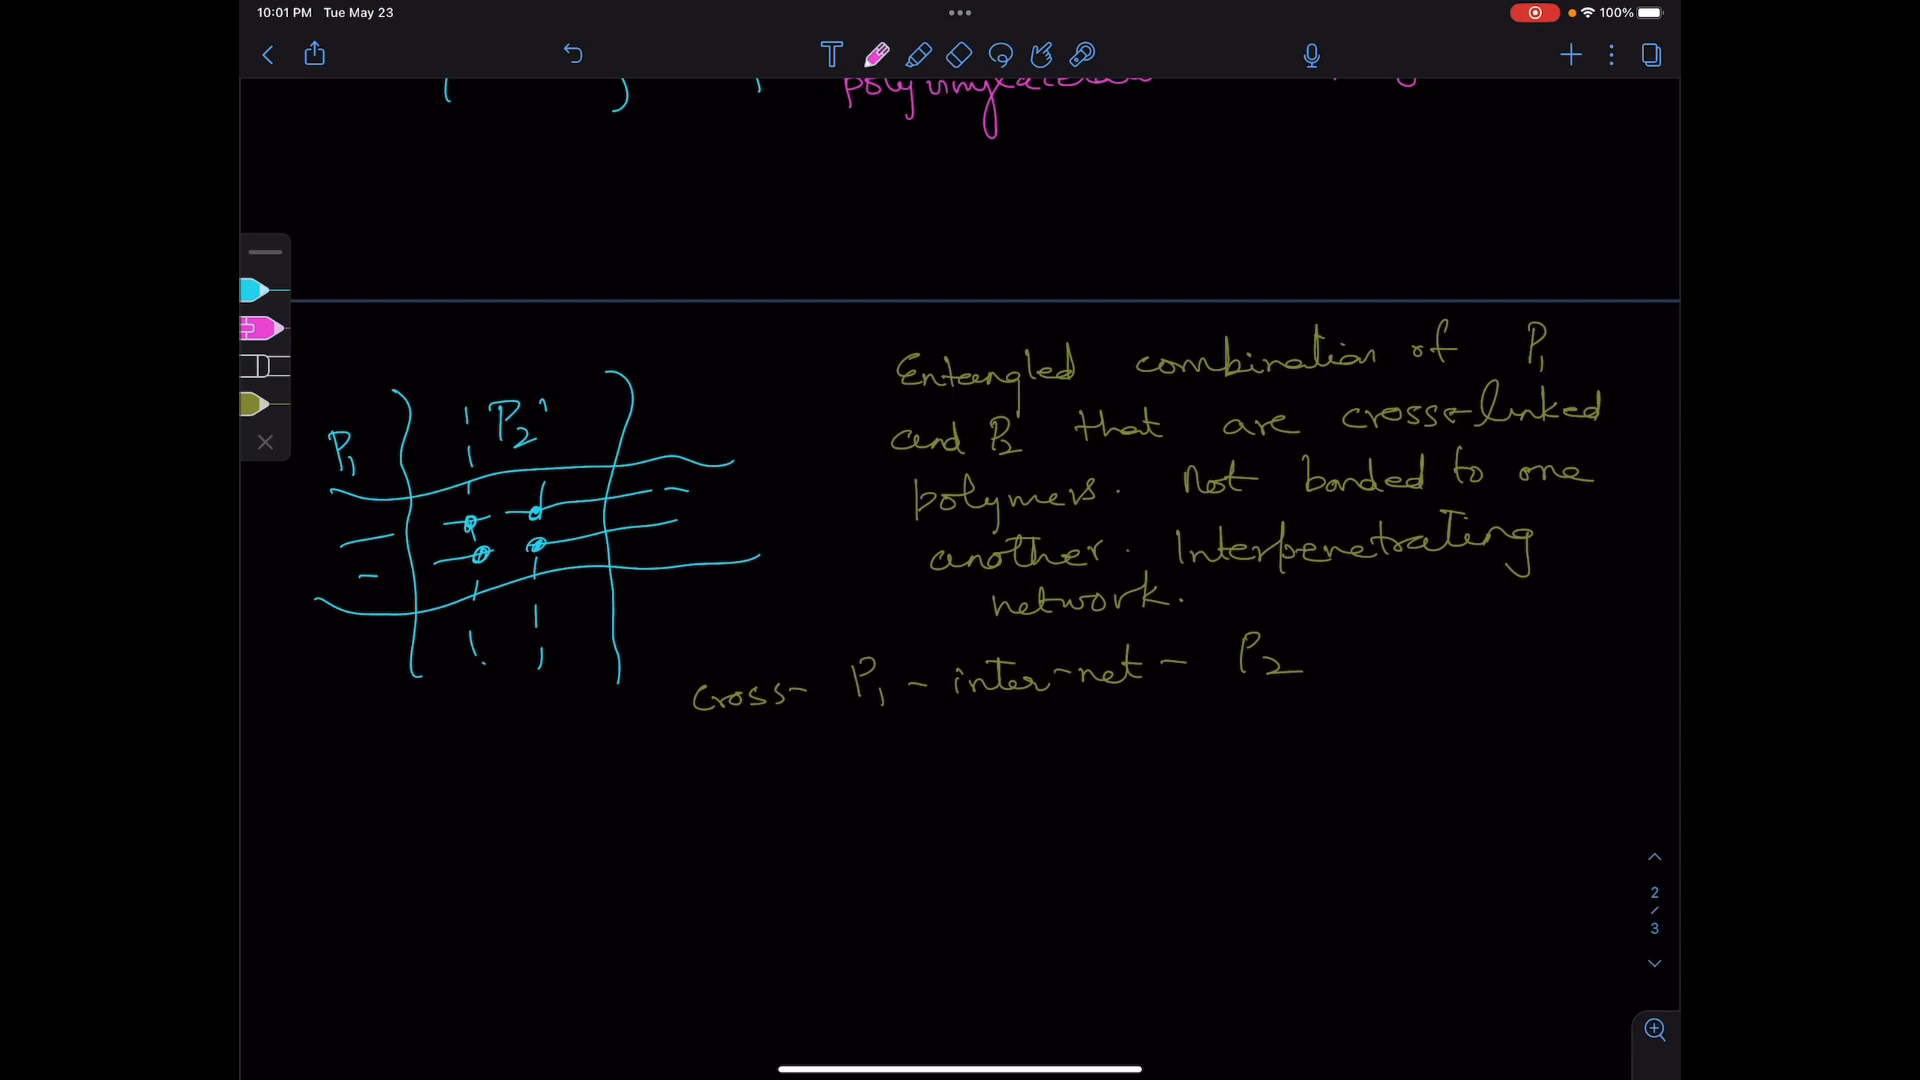 10:01 PM Tue May 23
100%
T
P1
P2
Entangled combination of P1
and P2 that are cross-linked
polymers. Not bonded to one
another. Interpenetrating
network.
cross- P1 - inter-net- P2
2
/
3